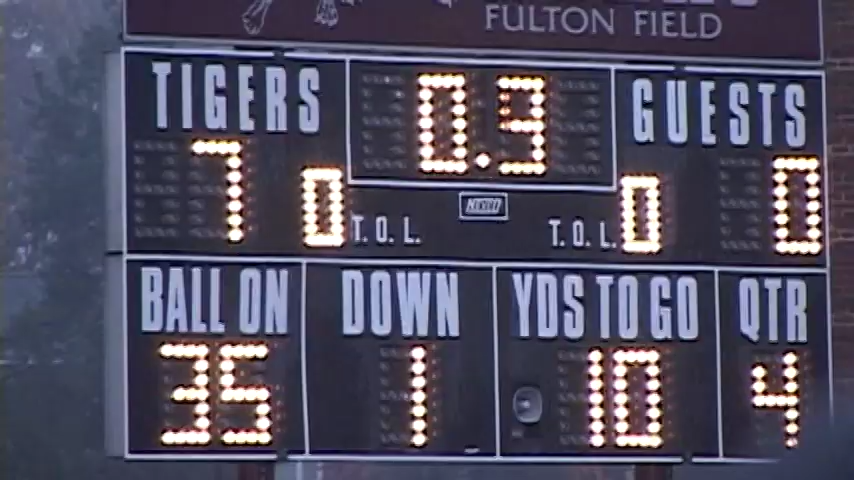 FULTON FIELD
TIGERS 0.9 GUESTS
7 0 T.O.L. T.O.L. 0 0
BALL ON DOWN YDS TO GO QTR
35 1 10 4